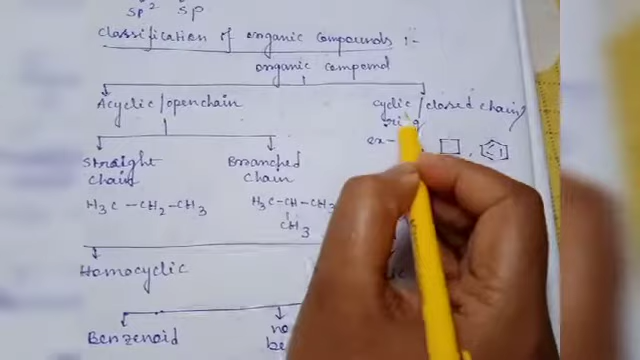 sp² sp
Classification of organic compounds :-
organic compound
Acyclic/open chain
cyclic/closed chain/
ring
ex-
Straight chain
Branched chain
H₃C-CH₂-CH₃
H₃C-CH-CH₃
CH₃
Homocyclic
Benzenoid